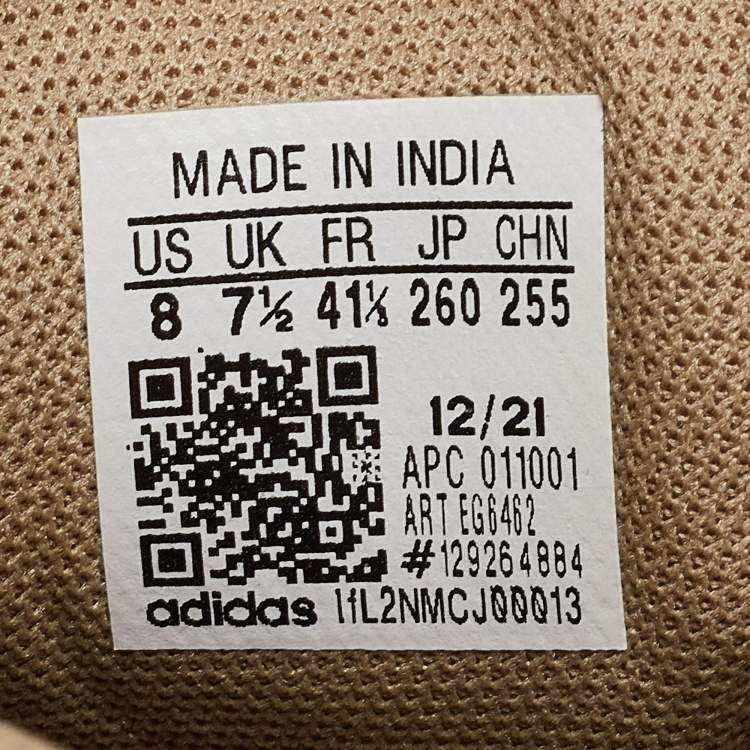 MADE IN INDIA
US UK FR JP CHN
8 7½ 41⅓ 260 255
12/21
APC 011001
ART EG6462
#129264884
adidas 1fL2NMCJ00013